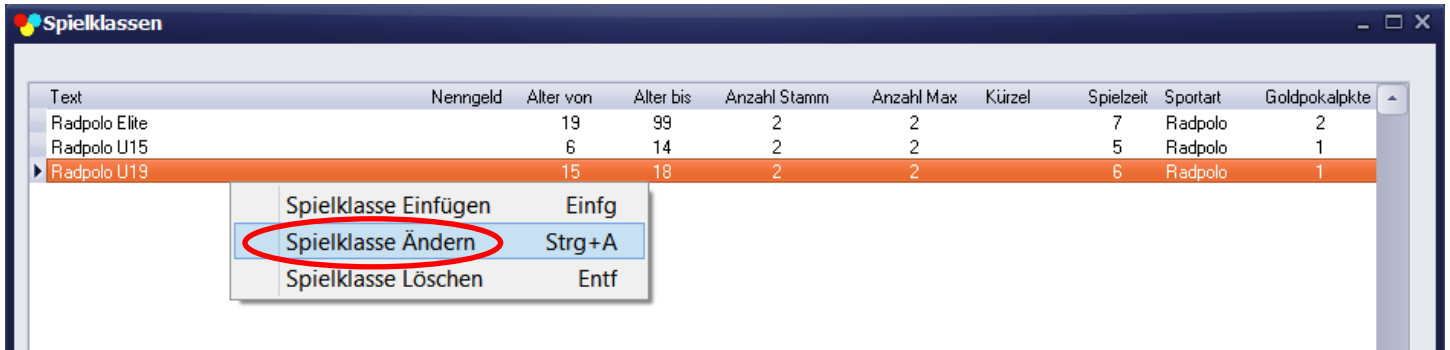 Spielklassen
Text Nenngeld Alter von Alter bis Anzahl Stamm Anzahl Max Kürzel Spielzeit Sportart Goldpokalpkte
Radpolo Elite 19 99 2 2 7 Radpolo 2
Radpolo U15 6 14 2 2 5 Radpolo 1
Radpolo U19 15 18 2 2 6 Radpolo 1
Spielklasse Einfügen Einfg
Spielklasse Ändern Strg+A
Spielklasse Löschen Entf